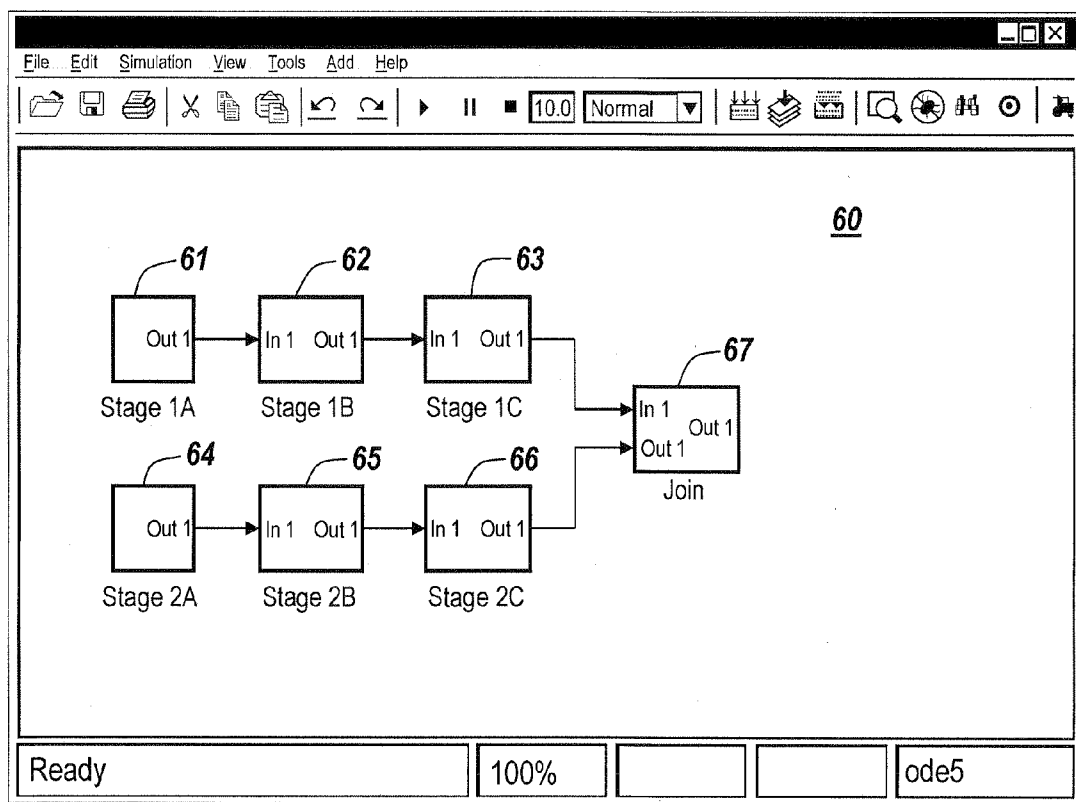 File Edit Simulation View Tools Add Help
10.0 Normal
60
61 62 63
Out 1 In 1 Out 1 In 1 Out 1
Stage 1A Stage 1B Stage 1C
67
In 1
Out 1
Out 1
Join
64 65 66
Out 1 In 1 Out 1 In 1 Out 1
Stage 2A Stage 2B Stage 2C
Ready 100% ode5